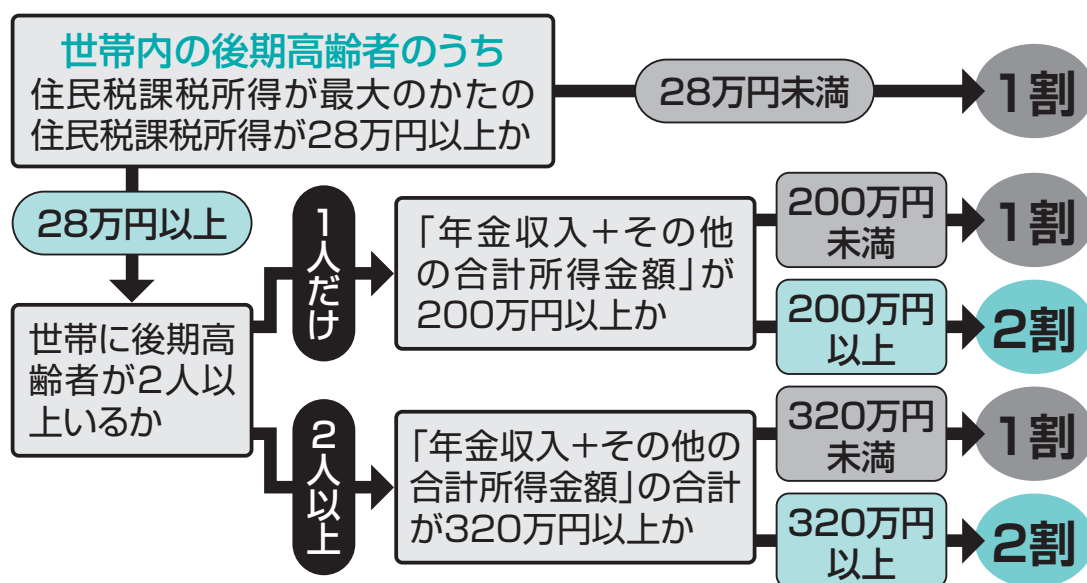 世帯内の後期高齢者のうち
住民税課税所得が最大のかたの
住民税課税所得が28万円以上か
28万円未満
1割
28万円以上
世帯に後期高
齢者が2人以
上いるか
1人だけ
「年金収入+その他
の合計所得金額」が
200万円以上か
200万円
未満
1割
200万円
以上
2割
2人以上
「年金収入+その他の
合計所得金額」の合計
が320万円以上か
320万円
未満
1割
320万円
以上
2割